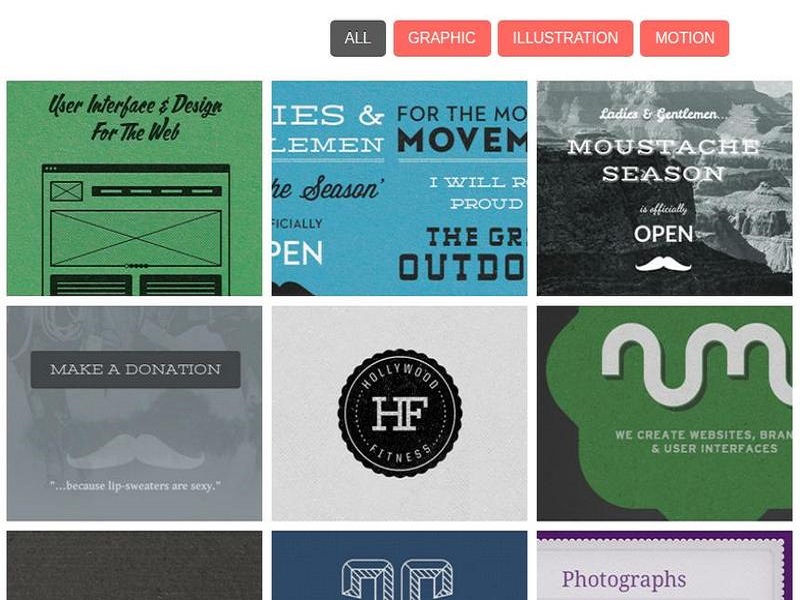 ALL
GRAPHIC
ILLUSTRATION
MOTION
User Interface & Design
For The Web
IES &
LEMEN
he Season'
FICIALLY
PEN
FOR THE MO
MOVEM
I WILL R
PROUD
THE GR
OUTDO
Ladies & Gentlemen...
MOUSTACHE
SEASON
is officially
OPEN
MAKE A DONATION
"...because lip-sweaters are sexy."
HOLLYWOOD
HF
FITNESS
WE CREATE WEBSITES, BRAN
& USER INTERFACES
Photographs